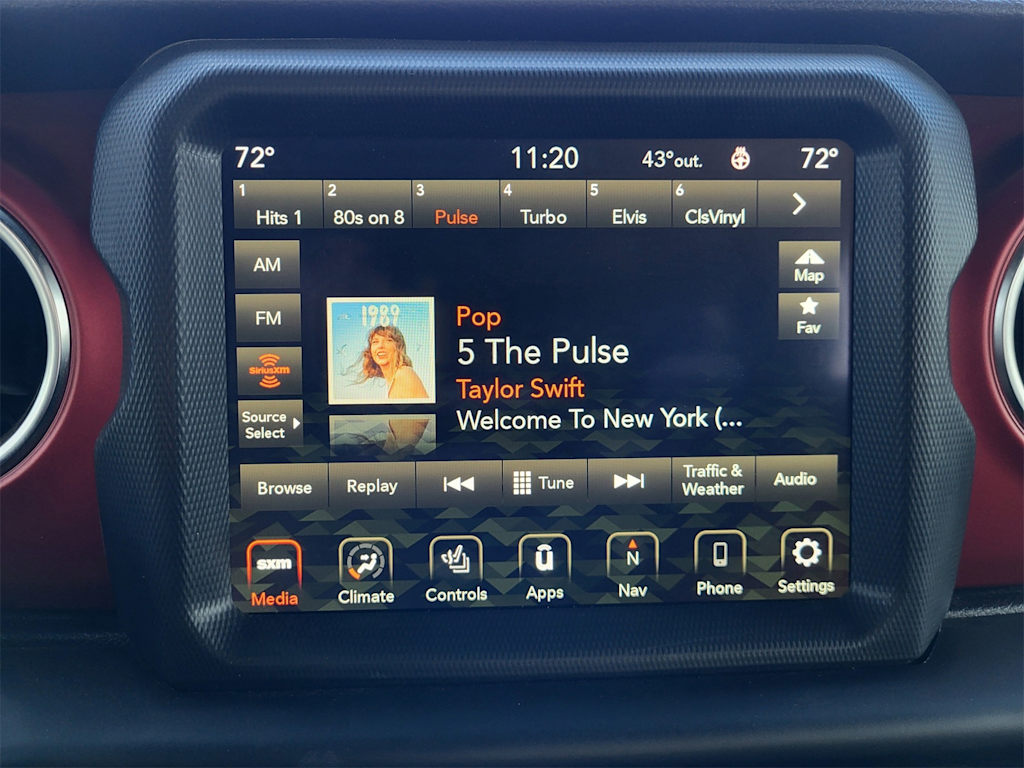 72° 11:20 43°out. 72°
1 2 3 4 5 6
Hits 1 80s on 8 Pulse Turbo Elvis ClsVinyl
AM
Map
FM
Fav
SiriusXM
Source
Select
1989
Pop
5 The Pulse
Taylor Swift
Welcome To New York (...
Browse Replay Tune Traffic &
Weather Audio
sxm
Media Climate Controls
u
Apps
N
Nav Phone Settings